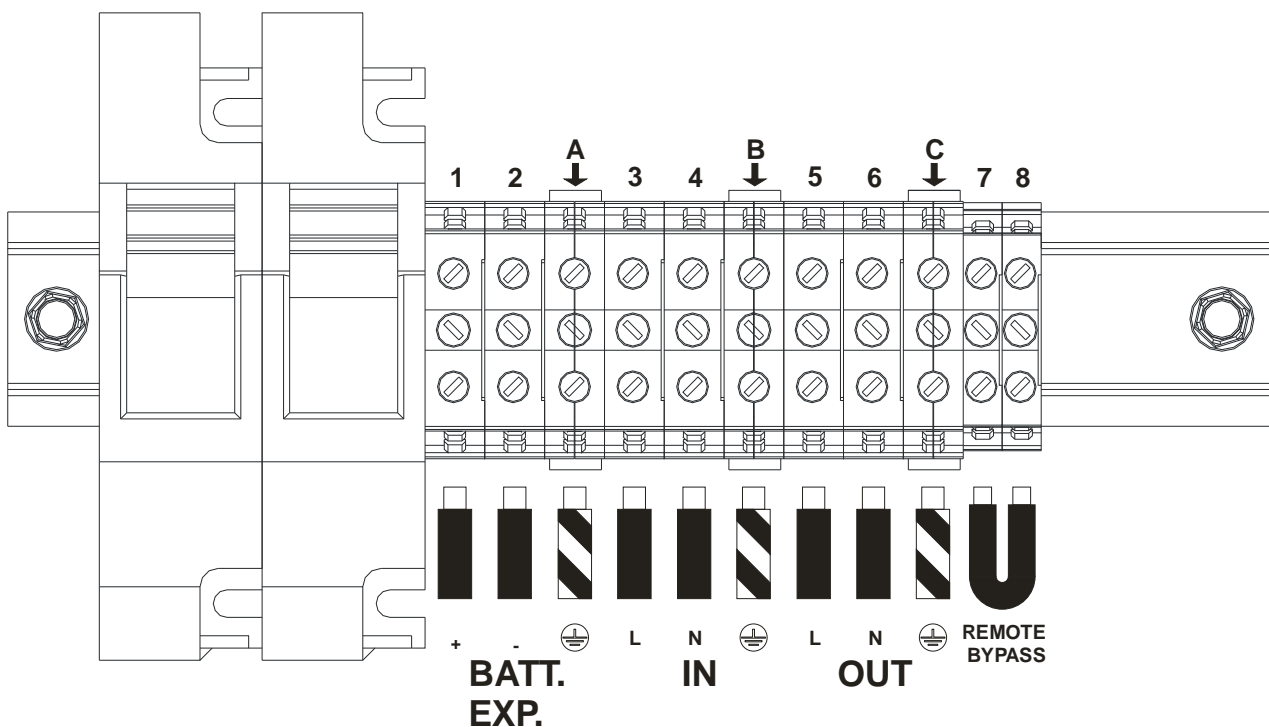 A B C
1 2 3 4 5 6 7 8
+ - L N L N REMOTE
BYPASS
BATT. IN OUT
EXP.